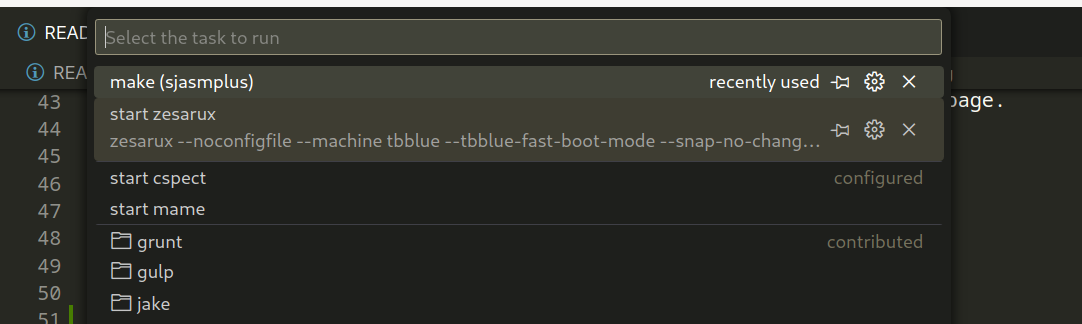 READ
Select the task to run
REA
make (sjasmplus) recently used
43
page.
start zesarux
44
zesarux --noconfigfile --machine tbblue --tbblue-fast-boot-mode --snap-no-chang...
45
46 start cspect configured
47 start mame
48 grunt contributed
49 gulp
50
jake
51